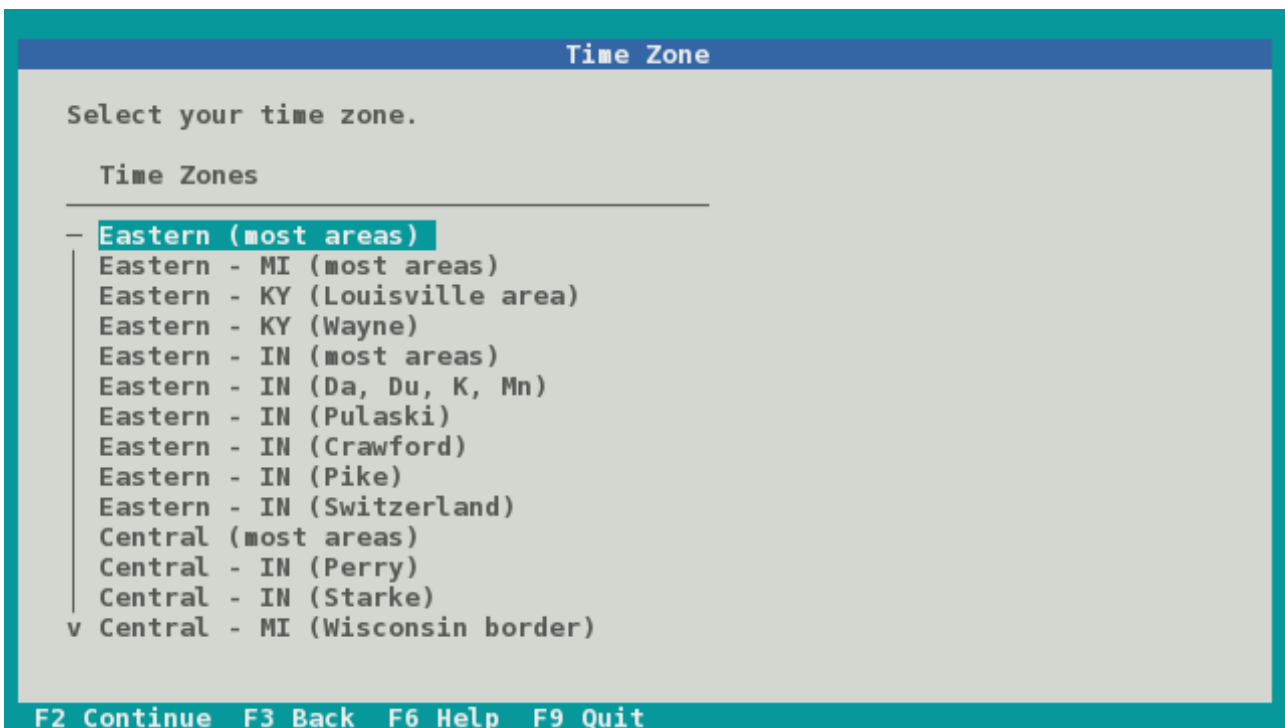 Time Zone
Select your time zone.
Time Zones
Eastern (most areas)
Eastern - MI (most areas)
Eastern - KY (Louisville area)
Eastern - KY (Wayne)
Eastern - IN (most areas)
Eastern - IN (Da, Du, K, Mn)
Eastern - IN (Pulaski)
Eastern - IN (Crawford)
Eastern - IN (Pike)
Eastern - IN (Switzerland)
Central (most areas)
Central - IN (Perry)
Central - IN (Starke)
v Central - MI (Wisconsin border)
F2 Continue F3 Back F6 Help F9 Quit